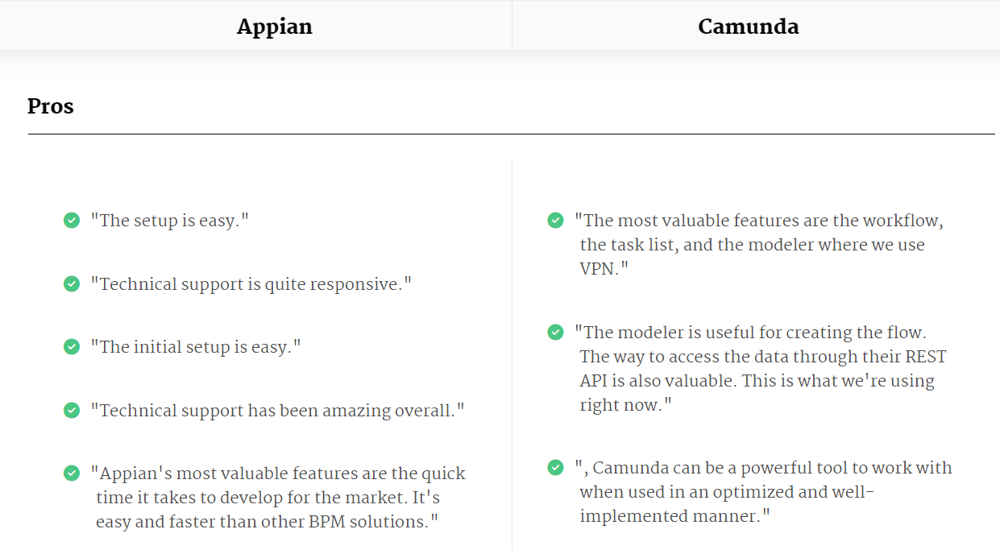 Appian
Camunda
Pros
"The setup is easy."
"Technical support is quite responsive."
"The initial setup is easy."
"Technical support has been amazing overall."
"Appian's most valuable features are the quick
time it takes to develop for the market. It's
easy and faster than other BPM solutions."
"The most valuable features are the workflow,
the task list, and the modeler where we use
VPN."
"The modeler is useful for creating the flow.
The way to access the data through their REST
API is also valuable. This is what we're using
right now."
", Camunda can be a powerful tool to work with
when used in an optimized and well-
implemented manner."